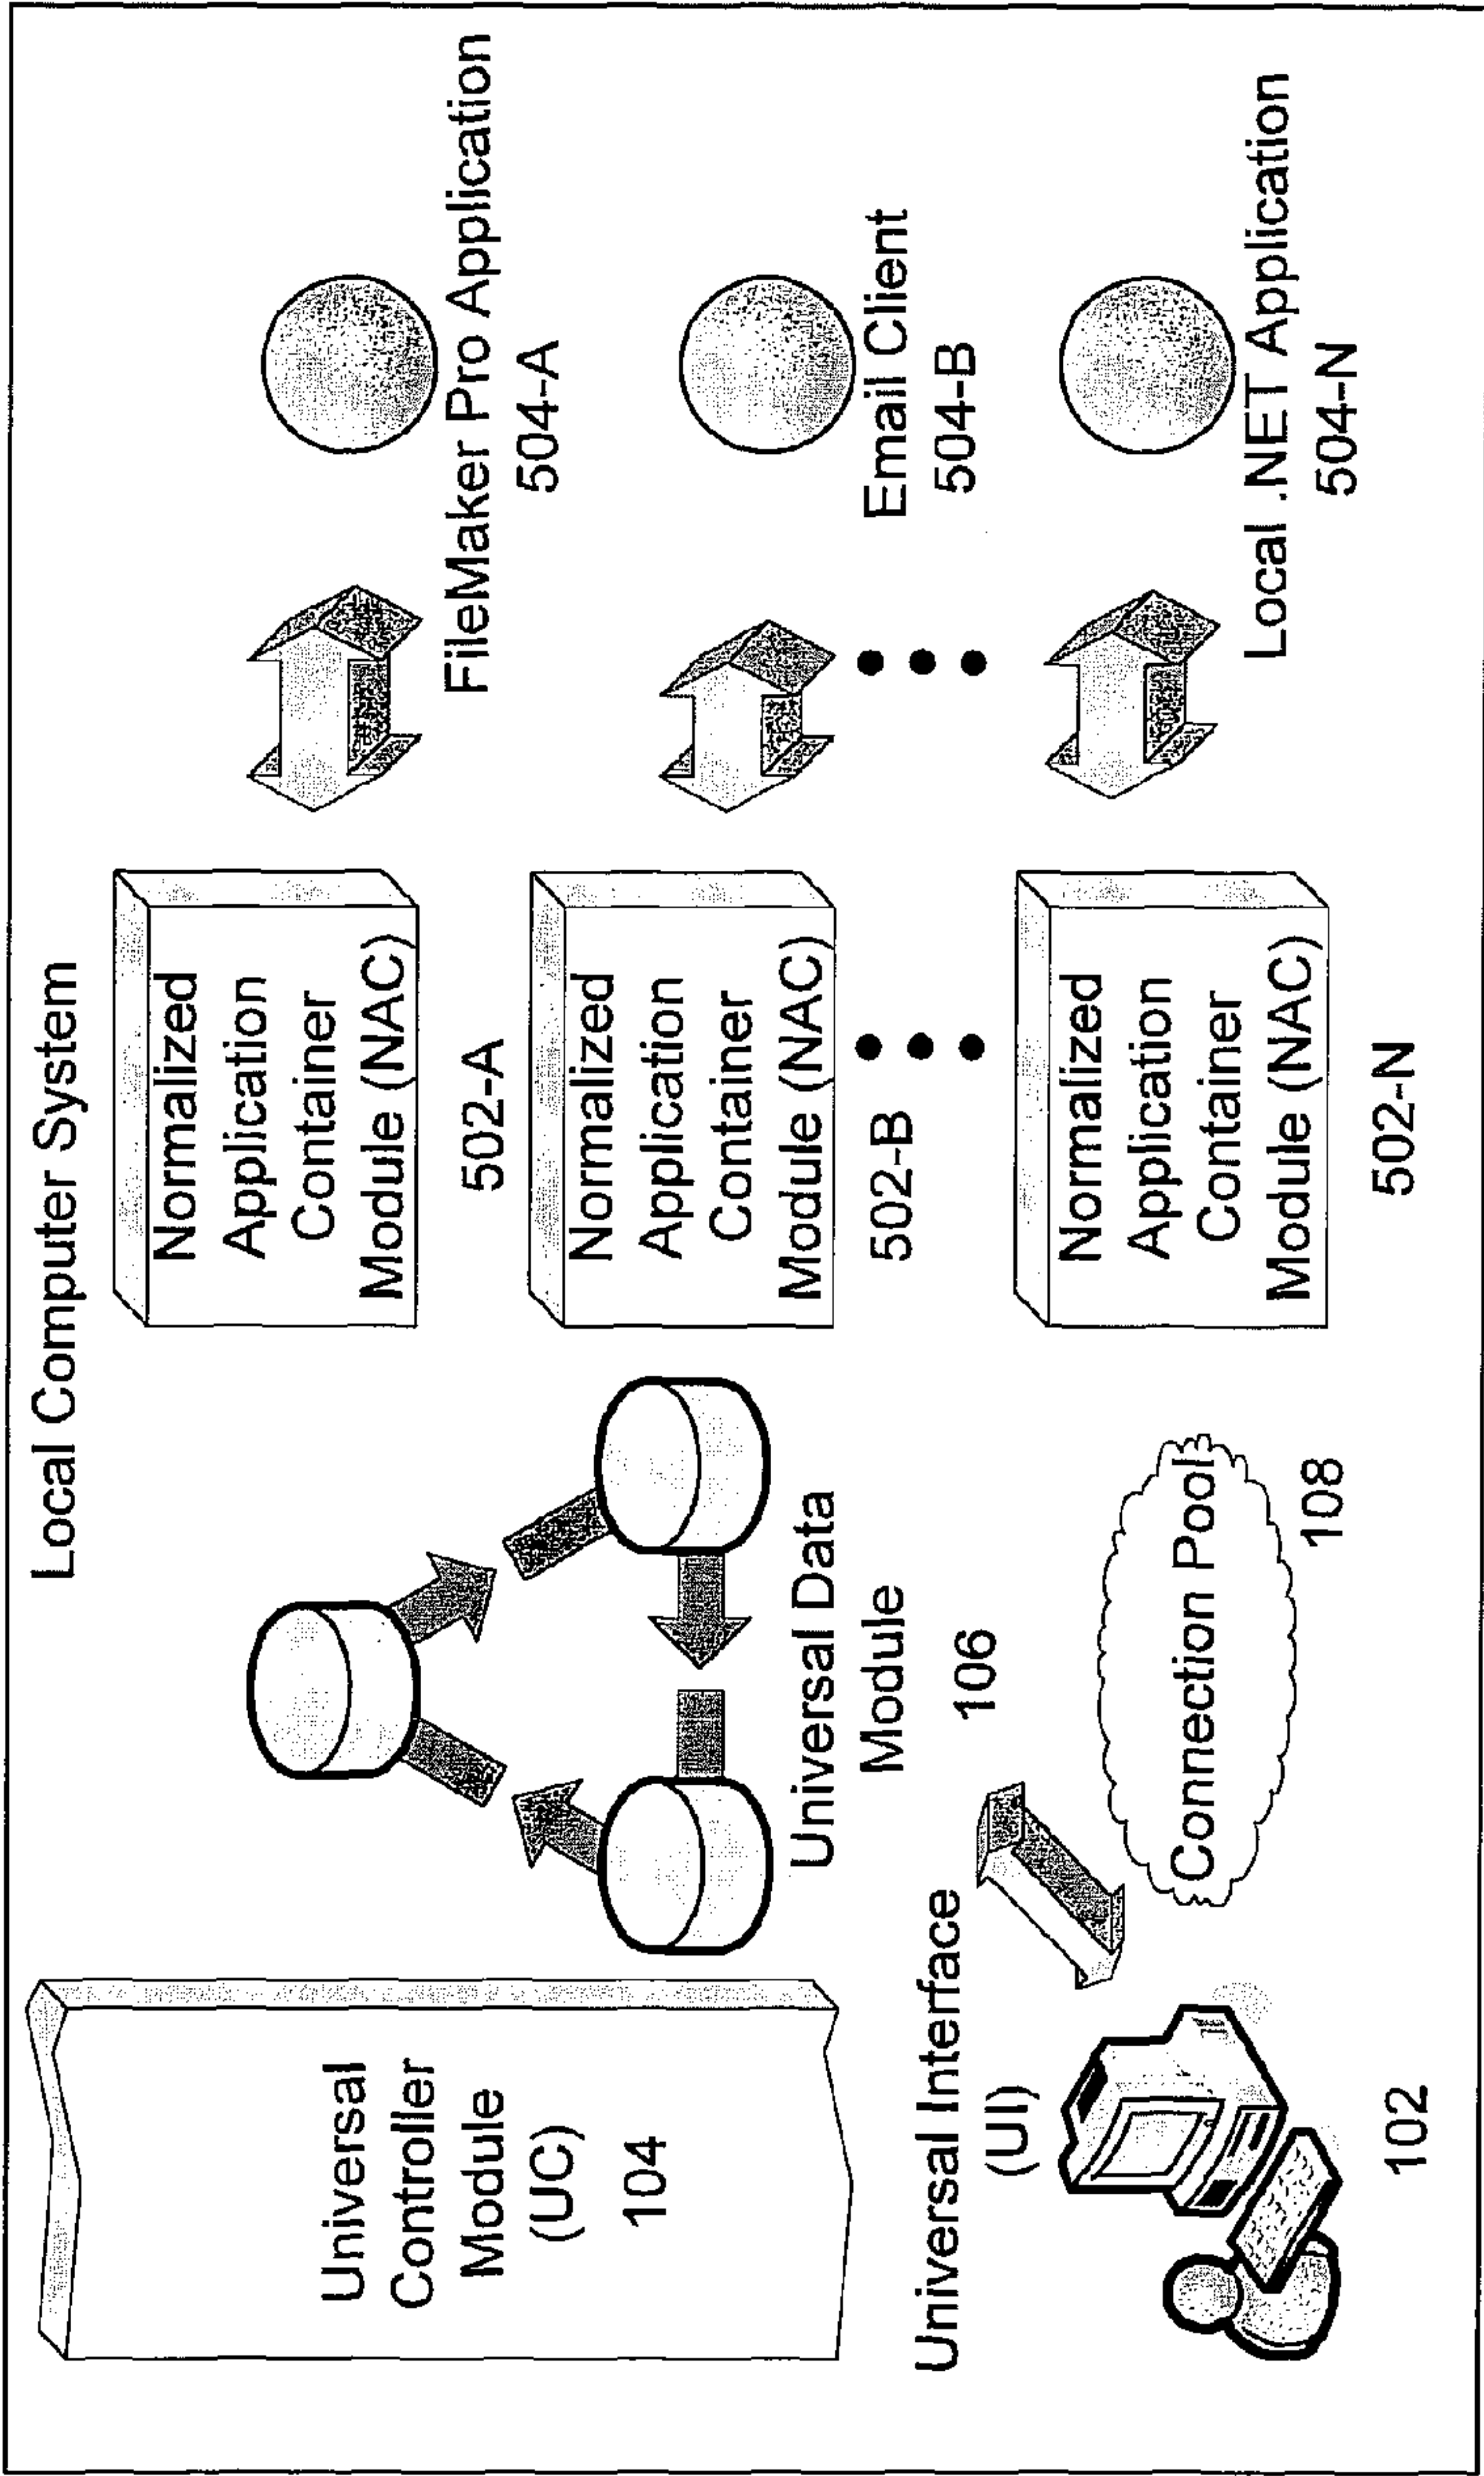 Local Computer System
Universal
Controller
Module
(UC)
104
Universal Data
Module
106
Normalized
Application
Container
Module (NAC)
502-A
FileMaker Pro Application
504-A
Normalized
Application
Container
Module (NAC)
502-B
Email Client
504-B
Universal Interface
(UI)
102
Connection Pool
108
Normalized
Application
Container
Module (NAC)
502-N
Local .NET Application
504-N